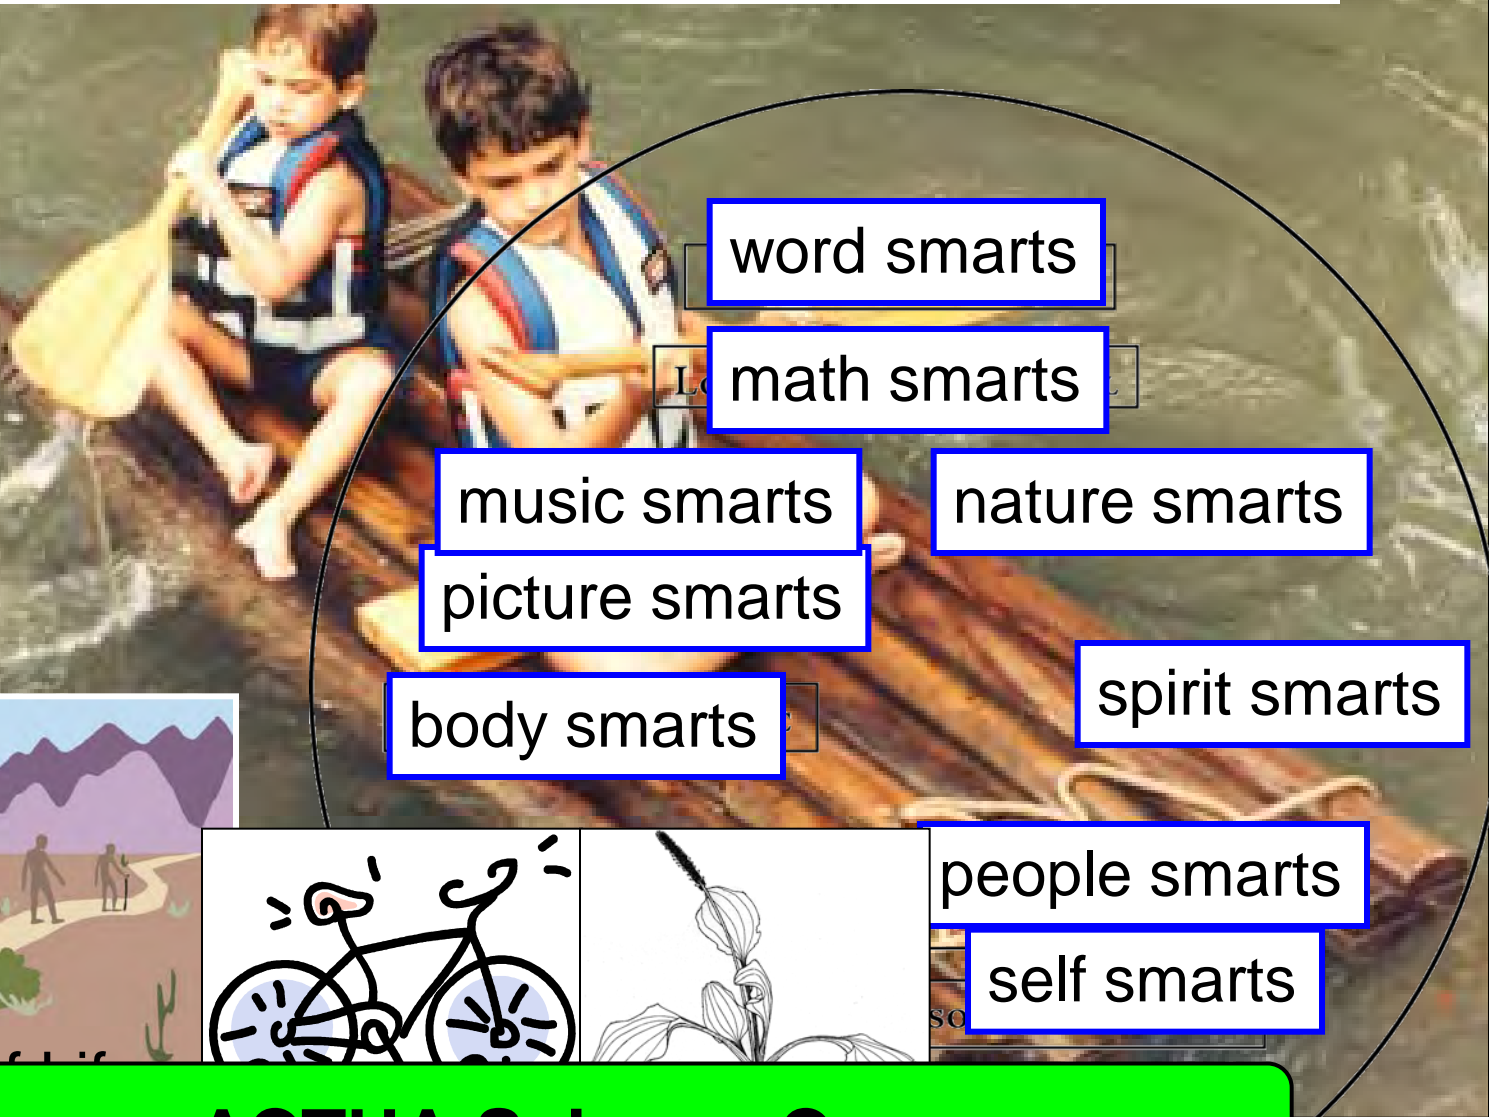 word smarts
math smarts
music smarts
nature smarts
picture smarts
spirit smarts
body smarts
people smarts
self smarts